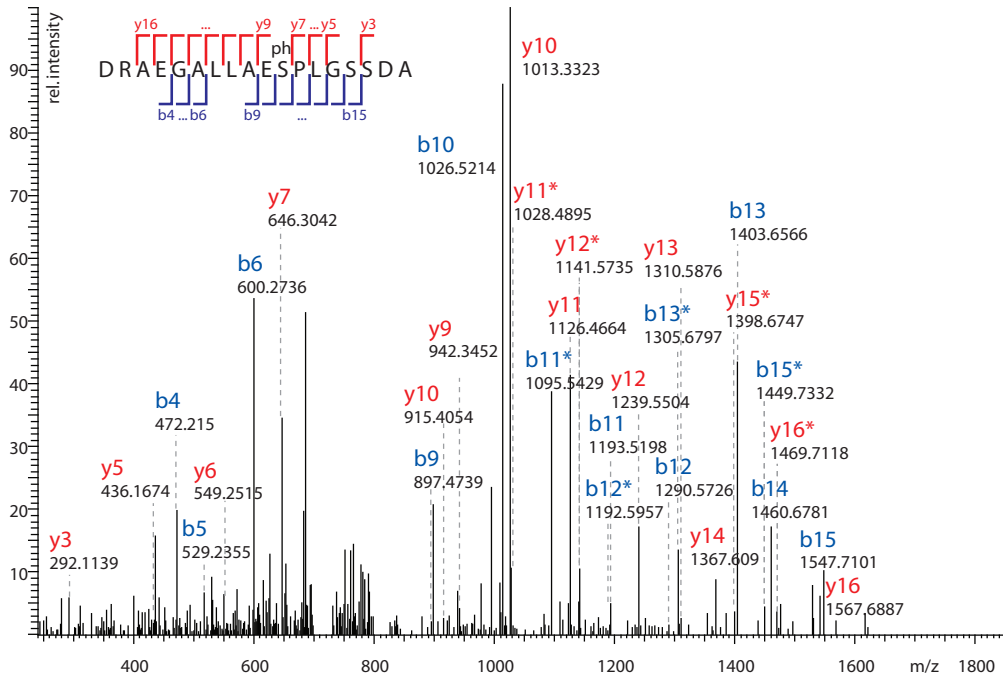 y16 ... y9 y7 ... y5 y3
ph
D R A E G A L L A E S P L G S S D A
b4 ... b6 b9 ... b15
rel. intensity
90
80
70
60
50
40
30
20
10
y10
1013.3323
b10
1026.5214
y11*
1028.4895
y7
646.3042
b13
1403.6566
y12*
1141.5735
y13
1310.5876
b6
600.2736
y15*
1398.6747
y11
1126.4664
b13*
1305.6797
y9
942.3452
b11*
1095.5429
y12
1239.5504
b15*
1449.7332
b4
472.215
y10
915.4054
b11
1193.5198
y16*
1469.7118
y5
436.1674
y6
549.2515
b9
897.4739
b12*
1192.5957
b12
1290.5726
b14
1460.6781
y3
292.1139
b5
529.2355
y14
1367.609
b15
1547.7101
y16
1567.6887
400 600 800 1000 1200 1400 1600 m/z 1800